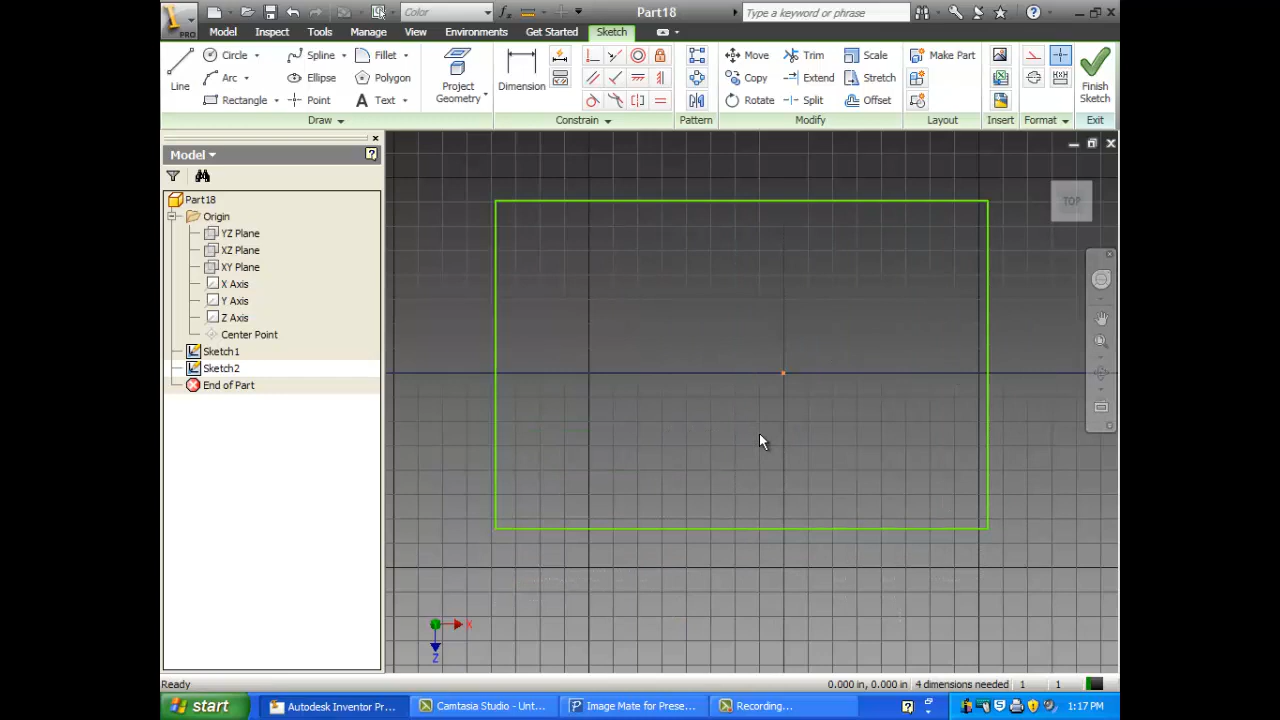 Color
Part18
Type a keyword or phrase
PRO
Model Inspect Tools Manage View Environments Get Started Sketch
Line
Circle
Arc
Rectangle
Spline
Ellipse
Point
Fillet
Polygon
Text
Project
Geometry
Dimension
Move
Copy
Rotate
Trim
Extend
Split
Scale
Stretch
Offset
Make Part
Finish
Sketch
Draw
Constrain
Pattern
Modify
Layout
Insert
Format
Exit
Model
Part18
Origin
YZ Plane
XZ Plane
XY Plane
X Axis
Y Axis
Z Axis
Center Point
Sketch1
Sketch2
End of Part
TOP
X
Z
Ready
0.000 in, 0.000 in 4 dimensions needed 1 1
start
Autodesk Inventor Pr...
Camtasia Studio - Unt...
Image Mate for Prese...
Recording...
1:17 PM